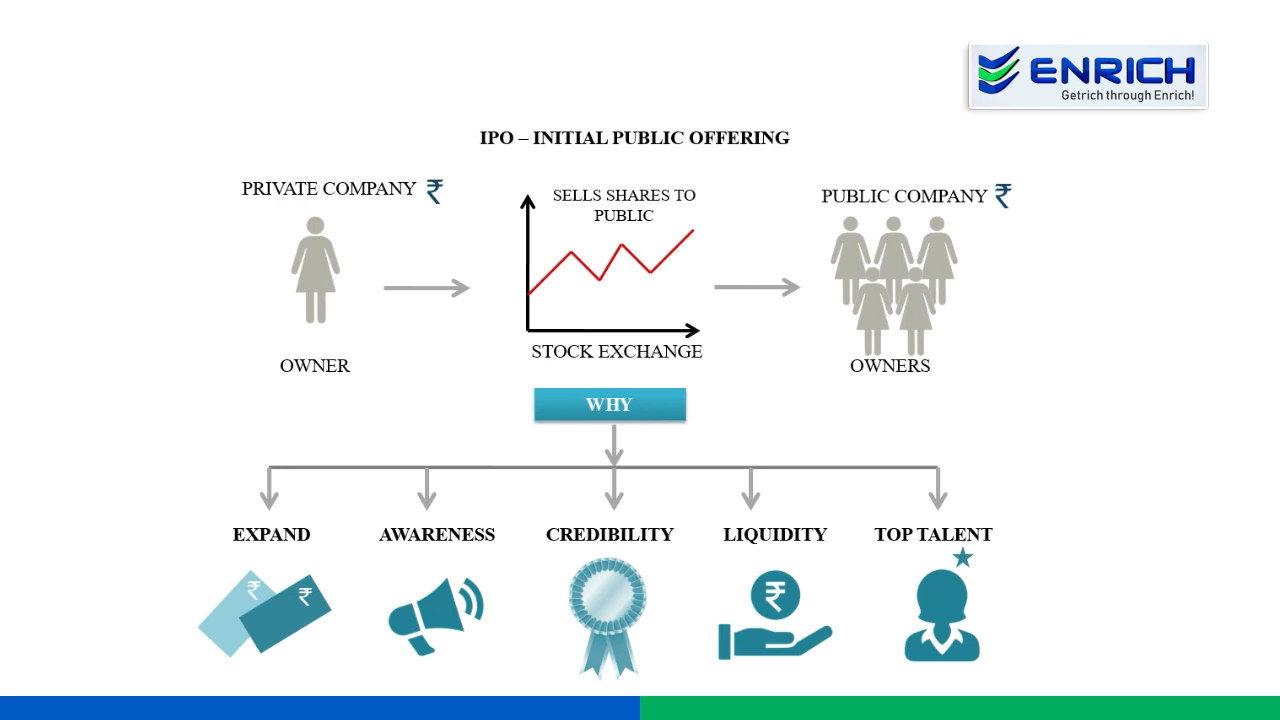 ENRICH
Getrich through Enrich!
IPO – INITIAL PUBLIC OFFERING
PRIVATE COMPANY ₹
SELLS SHARES TO
PUBLIC
PUBLIC COMPANY ₹
OWNER
STOCK EXCHANGE
OWNERS
WHY
EXPAND
AWARENESS
CREDIBILITY
LIQUIDITY
TOP TALENT
₹
₹
₹